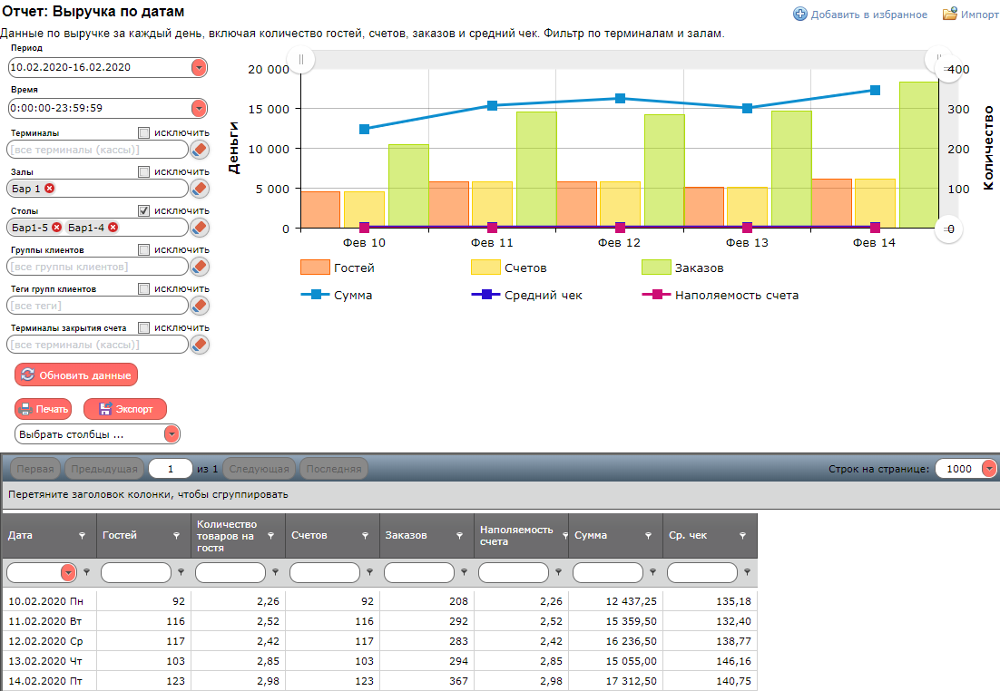 Отчет: Выручка по датам
Добавить в избранное
Импорт
Данные по выручке за каждый день, включая количество гостей, счетов, заказов и средний чек. Фильтр по терминалам и залам.
Период
10.02.2020-16.02.2020
Время
0:00:00-23:59:59
Терминалы исключить
[все терминалы (кассы)]
Залы исключить
Бар 1
Столы исключить
Бар1-5 Бар1-4
Группы клиентов исключить
[все группы клиентов]
Теги групп клиентов исключить
[все теги]
Терминалы закрытия счета исключить
[все терминалы (кассы)]
Обновить данные
Печать Экспорт
Выбрать столбцы ...
Деньги
20 000
15 000
10 000
5 000
0
400
300
200
100
0
Количество
Фев 10 Фев 11 Фев 12 Фев 13 Фев 14
Гостей Счетов Заказов
Сумма Средний чек Наполяемость счета
Первая Предыдущая 1 из 1 Следующая Последняя Строк на странице: 1000
Перетяните заголовок колонки, чтобы сгруппировать
Дата Гостей Количество товаров на гостя Счетов Заказов Наполяемость счета Сумма Ср. чек
10.02.2020 Пн 92 2,26 92 208 2,26 12 437,25 135,18
11.02.2020 Вт 116 2,52 116 292 2,52 15 359,50 132,40
12.02.2020 Ср 117 2,42 117 283 2,42 16 236,50 138,77
13.02.2020 Чт 103 2,85 103 294 2,85 15 055,00 146,16
14.02.2020 Пт 123 2,98 123 367 2,98 17 312,50 140,75